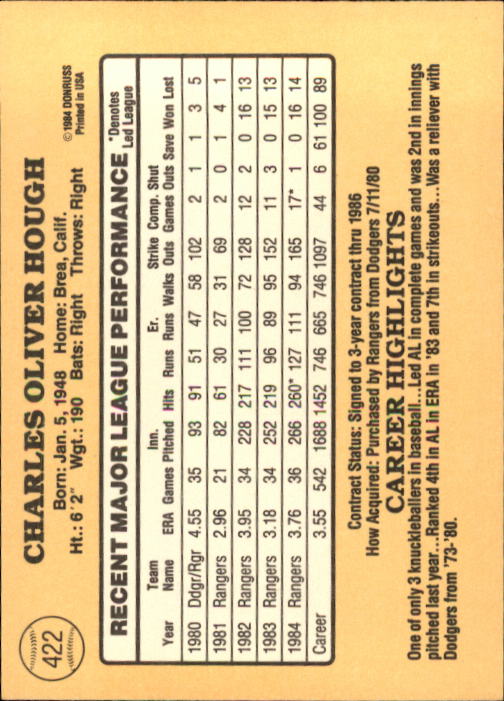 422
CHARLES OLIVER HOUGH
Born: Jan. 5, 1948 Home: Brea, Calif.
Ht.: 6'2" Wgt.: 190 Bats: Right Throws: Right
© 1984 DONRUSS
Printed in USA
RECENT MAJOR LEAGUE PERFORMANCE *Denotes
Led League
Team Inn. Er. Strike Comp. Shut
Year Name ERA Games Pitched Hits Runs Runs Walks Outs Games Outs Save Won Lost
1980 Ddgr/Rgr 4.55 35 93 91 51 47 58 102 2 1 1 3 5
1981 Rangers 2.96 21 82 61 30 27 31 69 2 0 1 4 1
1982 Rangers 3.95 34 228 217 111 100 72 128 12 2 0 16 13
1983 Rangers 3.18 34 252 219 96 89 95 152 11 3 0 15 13
1984 Rangers 3.76 36 266 260* 127 111 94 165 17* 1 0 16 14
Career 3.55 542 1688 1452 746 665 746 1097 44 6 61 100 89
Contract Status: Signed to 3-year contract thru 1986
How Acquired: Purchased by Rangers from Dodgers 7/11/80
CAREER HIGHLIGHTS
One of only 3 knuckleballers in baseball...Led AL in complete games and was 2nd in innings
pitched last year...Ranked 4th in AL in ERA in '83 and 7th in strikeouts...Was a reliever with
Dodgers from '73-'80.